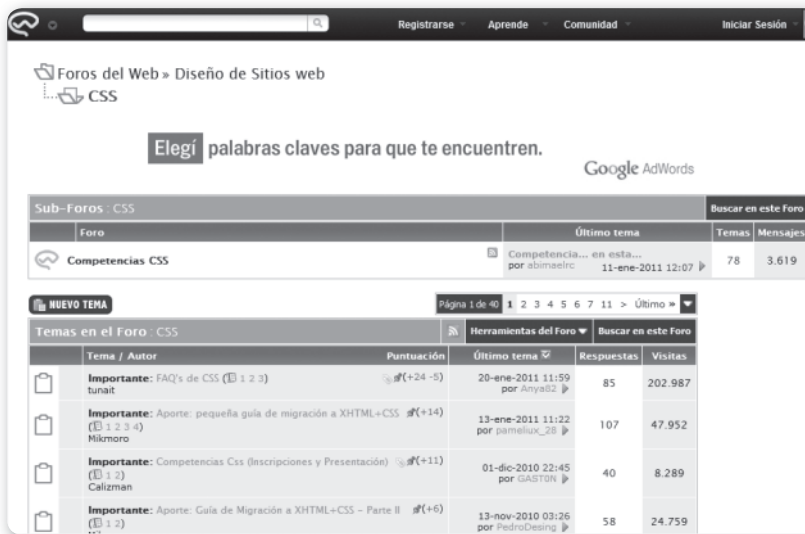 Registrarse Aprende Comunidad Iniciar Sesión
Foros del Web » Diseño de Sitios web
CSS
Elegí palabras claves para que te encuentren.
Google AdWords
Sub-Foros : CSS Buscar en este Foro
Foro Último tema Temas Mensajes
Competencias CSS Competencia... en esta... 78 3.619
por abimaelrc 11-ene-2011 12:07
NUEVO TEMA Página 1 de 40 1 2 3 4 5 6 7 11 > Último »
Temas en el Foro : CSS Herramientas del Foro Buscar en este Foro
Tema / Autor Puntuación Último tema Respuestas Visitas
Importante: FAQ's de CSS ( 1 2 3) (+24 -5) 20-ene-2011 11:59 85 202.987
tunait por Anya82
Importante: Aporte: pequeña guia de migración a XHTML+CSS (+14) 13-ene-2011 11:22 107 47.952
( 1 2 3 4) por pameliux_28
Mikmoro
Importante: Competencias Css (Inscripciones y Presentación) (+11) 01-dic-2010 22:45 40 8.289
( 1 2) por GAST0N
Calizman
Importante: Aporte: Guía de Migración a XHTML+CSS - Parte II (+6) 13-nov-2010 03:26 58 24.759
( 1 2) por PedroDesing